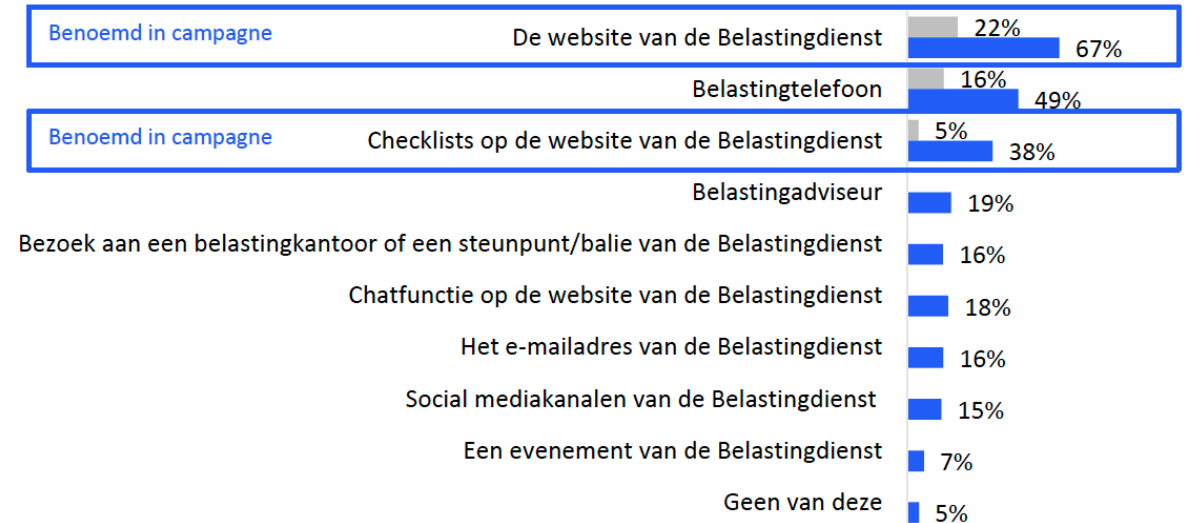 Benoemd in campagne
De website van de Belastingdienst
22%
67%
Belastingtelefoon
16%
49%
Benoemd in campagne
Checklists op de website van de Belastingdienst
5%
38%
Belastingadviseur
19%
Bezoek aan een belastingkantoor of een steunpunt/balie van de Belastingdienst
16%
Chatfunctie op de website van de Belastingdienst
18%
Het e-mailadres van de Belastingdienst
16%
Social mediakanalen van de Belastingdienst
15%
Een evenement van de Belastingdienst
7%
Geen van deze
5%